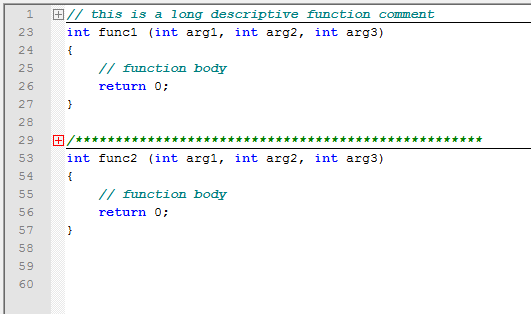 1 // this is a long descriptive function comment
23 int func1 (int arg1, int arg2, int arg3)
24 {
25     // function body
26     return 0;
27 }
28
29 /***************************************************
53 int func2 (int arg1, int arg2, int arg3)
54 {
55     // function body
56     return 0;
57 }
58
59
60